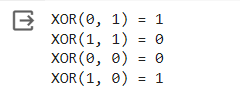 XOR(0, 1) = 1
XOR(1, 1) = 0
XOR(0, 0) = 0
XOR(1, 0) = 1